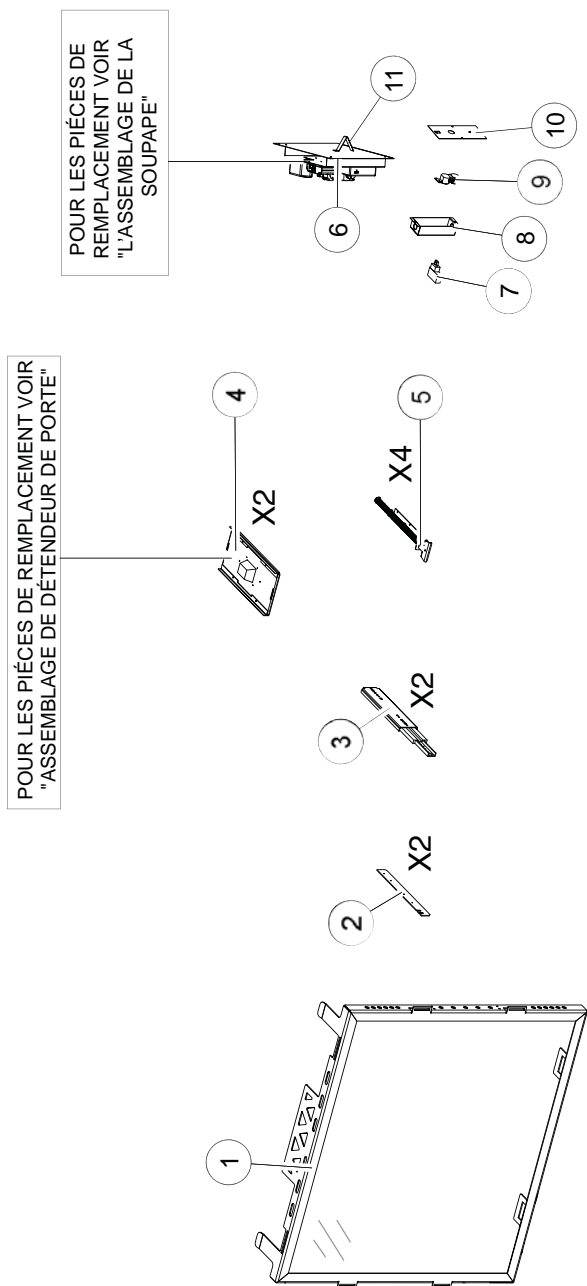 POUR LES PIÉCES DE
REMPLACEMENT VOIR
"L'ASSEMBLAGE DE LA
SOUPAPE"
11
10
6
9
8
7
POUR LES PIÉCES DE REMPLACEMENT VOIR
"ASSEMBLAGE DE DÉTENDEUR DE PORTE"
4
X2
5
X4
3
X2
2
X2
1